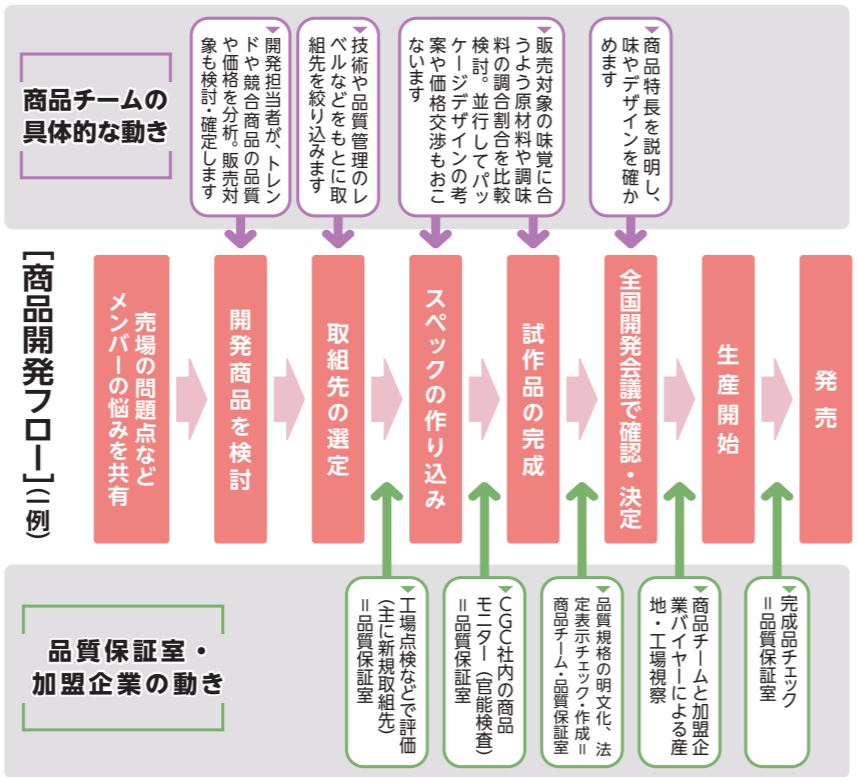 商品チームの
具体的な動き
▼開発担当者が、トレン
ドや競合商品の品質
や価格を分析。販売対
象も検討・確定します
▼技術や品質管理のレ
ベルなどをもとに取
組先を絞り込みます
▼販売対象の味覚に合
うよう原材料や調味
料の調合割合を比較
検討。並行してパッ
ケージデザインの考
案や価格交渉もおこ
ないます
▼商品特長を説明し、
味やデザインを確か
めます
[商品開発フロー](一例)
売場の問題点など
メンバーの悩みを共有
開発商品を検討
取組先の選定
スペックの作り込み
試作品の完成
全国開発会議で確認・決定
生産開始
発売
品質保証室・
加盟企業の動き
▼工場点検などで評価
(主に新規取組先)
=品質保証室
▼CGC社内の商品
モニター(官能検査)
=品質保証室
▼品質規格の明文化、法
定表示チェック・作成=
商品チーム・品質保証室
▼商品チームと加盟企
業バイヤーによる産
地・工場視察
▼完成品チェック
=品質保証室